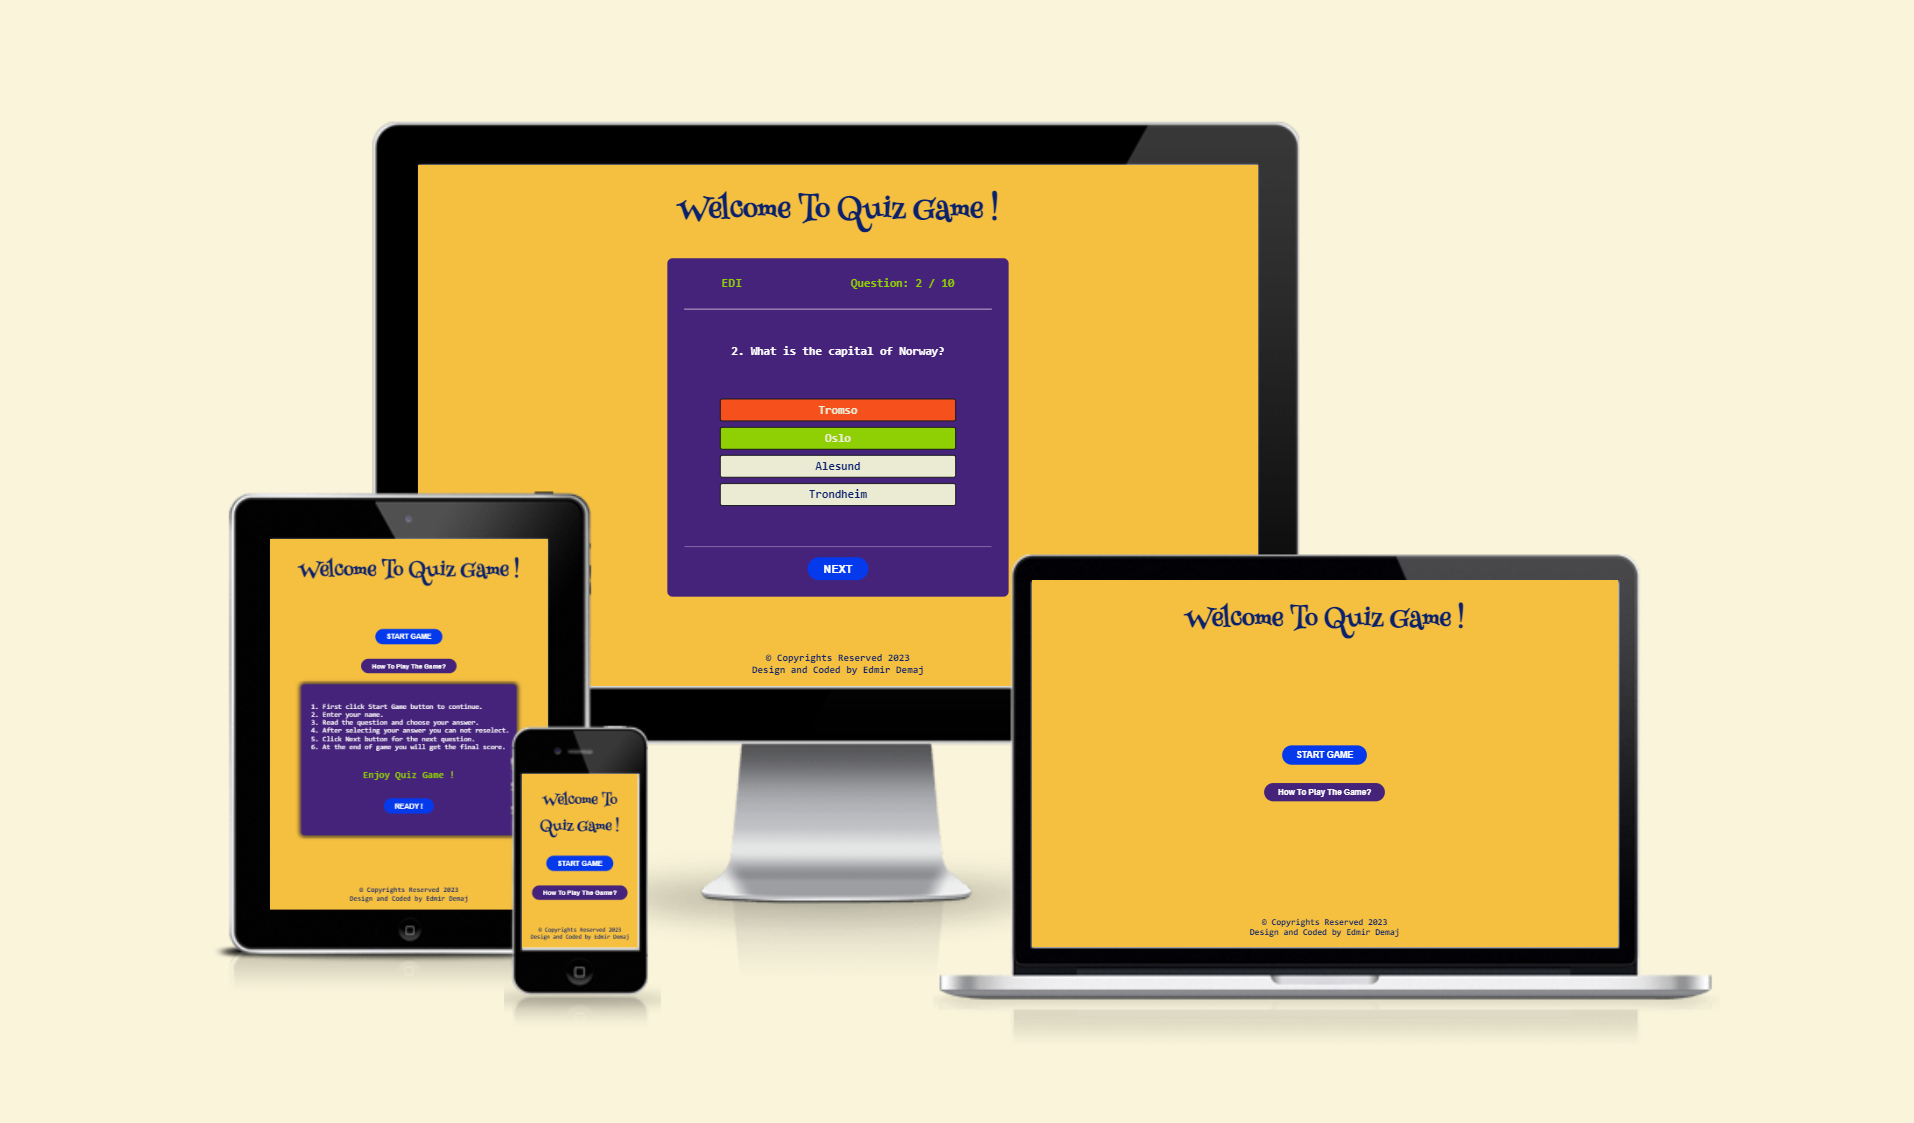 Welcome To Quiz Game !
EDI
Question: 2 / 10
2. What is the capital of Norway?
Tromso
Oslo
Alesund
Trondheim
NEXT
© Copyrights Reserved 2023
Design and Coded by Edmir Demaj
Welcome To Quiz Game !
START GAME
How To Play The Game?
1. First click Start Game button to continue.
2. Enter your name.
3. Read the question and choose your answer.
4. After selecting your answer you can not reselect.
5. Click Next button for the next question.
6. At the end of game you will get the final score.
Enjoy Quiz Game !
READY !
© Copyrights Reserved 2023
Design and Coded by Edmir Demaj
Welcome To
Quiz Game !
START GAME
How To Play The Game?
© Copyrights Reserved 2023
Design and Coded by Edmir Demaj
Welcome To Quiz Game !
START GAME
How To Play The Game?
© Copyrights Reserved 2023
Design and Coded by Edmir Demaj